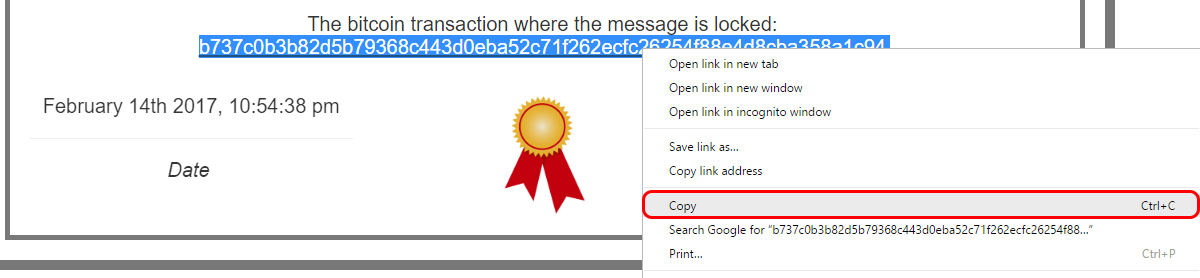 The bitcoin transaction where the message is locked:
b737c0b3b82d5b79368c443d0eba52c71f262ecfc26254f88e4d8cba358a1c94
February 14th 2017, 10:54:38 pm
Date
Open link in new tab
Open link in new window
Open link in incognito window
Save link as...
Copy link address
Copy Ctrl+C
Search Google for “b737c0b3b82d5b79368c443d0eba52c71f262ecfc26254f88...”
Print... Ctrl+P